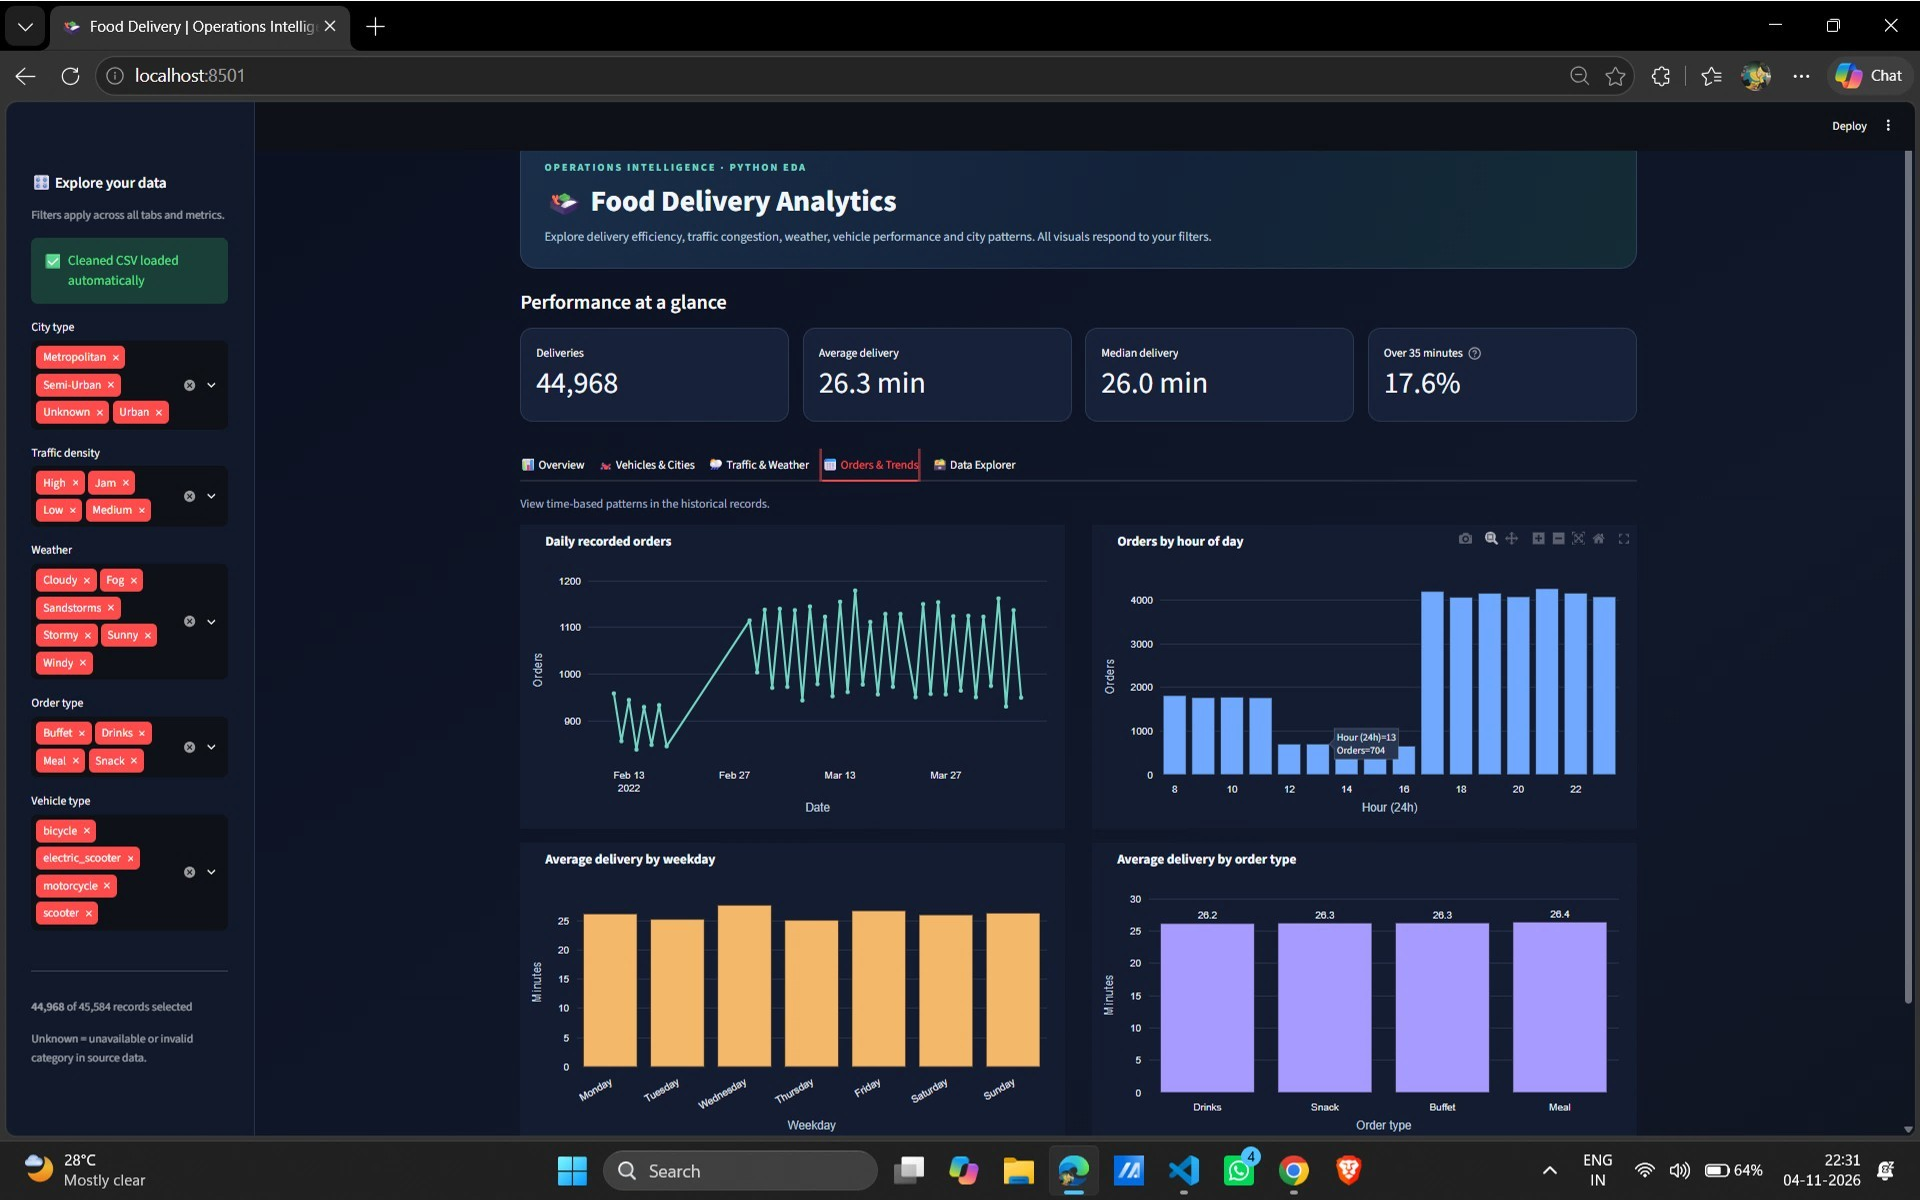 Food Delivery | Operations Intellig
localhost:8501
Chat
Deploy
Explore your data
Filters apply across all tabs and metrics.
Cleaned CSV loaded
automatically
City type
Metropolitan ×
Semi-Urban ×
Unknown × Urban ×
Traffic density
High × Jam ×
Low × Medium ×
Weather
Cloudy × Fog ×
Sandstorms ×
Stormy × Sunny ×
Windy ×
Order type
Buffet × Drinks ×
Meal × Snack ×
Vehicle type
bicycle ×
electric_scooter ×
motorcycle ×
scooter ×
44,968 of 45,584 records selected
Unknown = unavailable or invalid
category in source data.
OPERATIONS INTELLIGENCE · PYTHON EDA
Food Delivery Analytics
Explore delivery efficiency, traffic congestion, weather, vehicle performance and city patterns. All visuals respond to your filters.
Performance at a glance
Deliveries
44,968
Average delivery
26.3 min
Median delivery
26.0 min
Over 35 minutes
17.6%
Overview Vehicles & Cities Traffic & Weather Orders & Trends Data Explorer
View time-based patterns in the historical records.
Daily recorded orders
1200
1100
1000
900
Orders
Feb 13 Feb 27 Mar 13 Mar 27
2022
Date
Orders by hour of day
4000
3000
2000
1000
0
Orders
Hour (24h)=13
Orders=704
8 10 12 14 16 18 20 22
Hour (24h)
Average delivery by weekday
25
20
15
10
5
0
Minutes
Monday Tuesday Wednesday Thursday Friday Saturday Sunday
Weekday
Average delivery by order type
30
25
20
15
10
5
0
Minutes
26.2 26.3 26.3 26.4
Drinks Snack Buffet Meal
Order type
28°C
Mostly clear
Search
4
ENG
IN
64%
22:31
04-11-2026